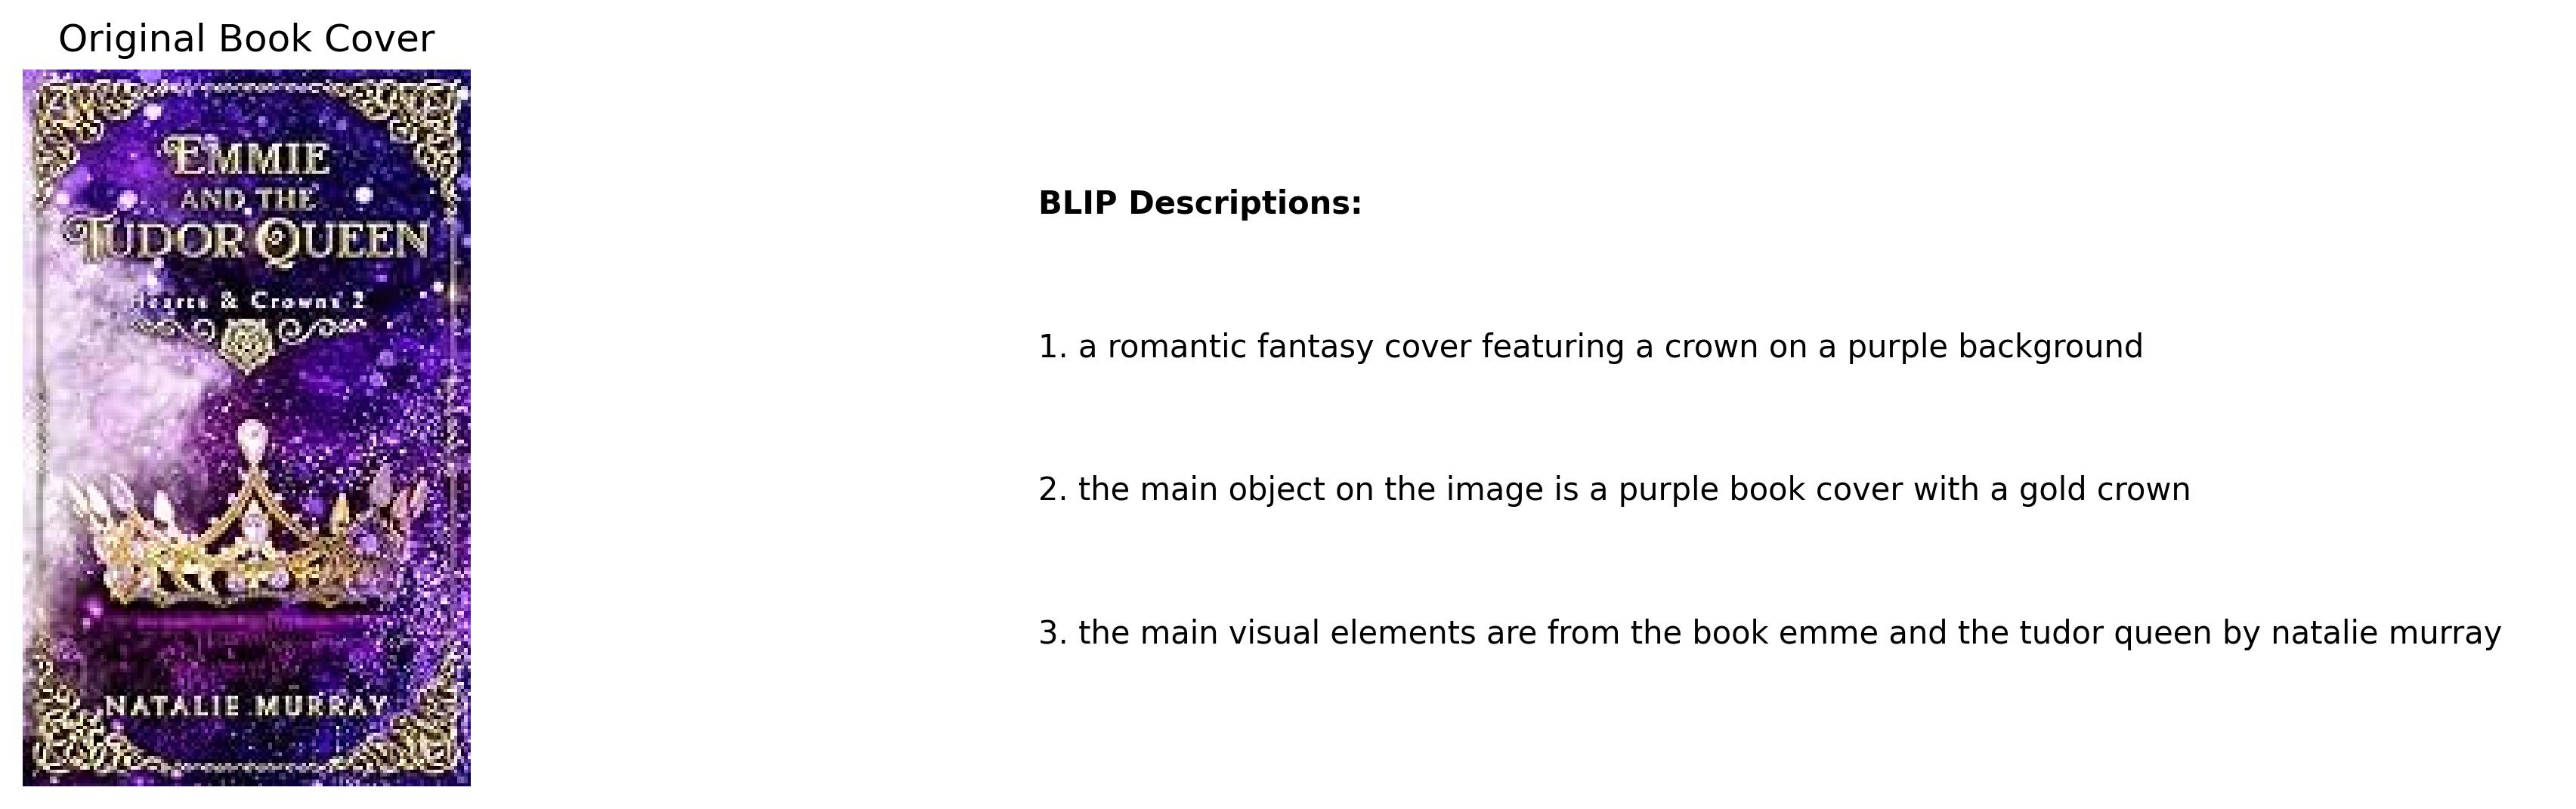 Original Book Cover
EMMIE
AND THE
TUDOR QUEEN
Hearts & Crowns 2
NATALIE MURRAY
BLIP Descriptions:
1. a romantic fantasy cover featuring a crown on a purple background
2. the main object on the image is a purple book cover with a gold crown
3. the main visual elements are from the book emme and the tudor queen by natalie murray